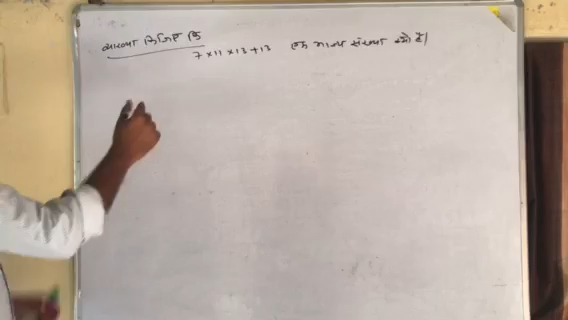 व्याख्या कीजिए कि
7 × 11 × 13 + 13 एक भाज्य संख्या क्यों है।